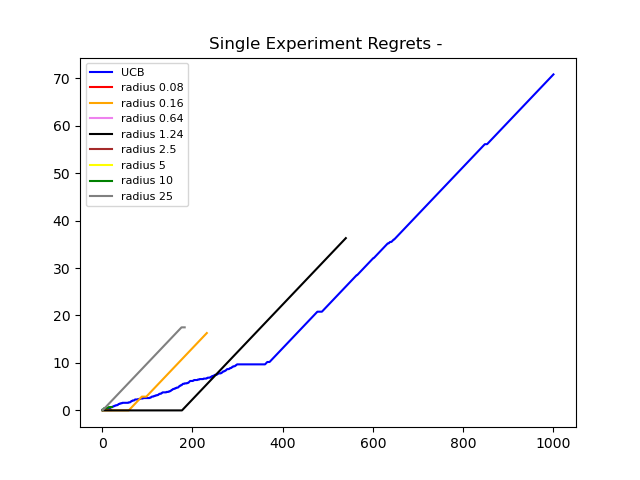 Single Experiment Regrets -
UCB
radius 0.08
radius 0.16
radius 0.64
radius 1.24
radius 2.5
radius 5
radius 10
radius 25
70
60
50
40
30
20
10
0
0 200 400 600 800 1000